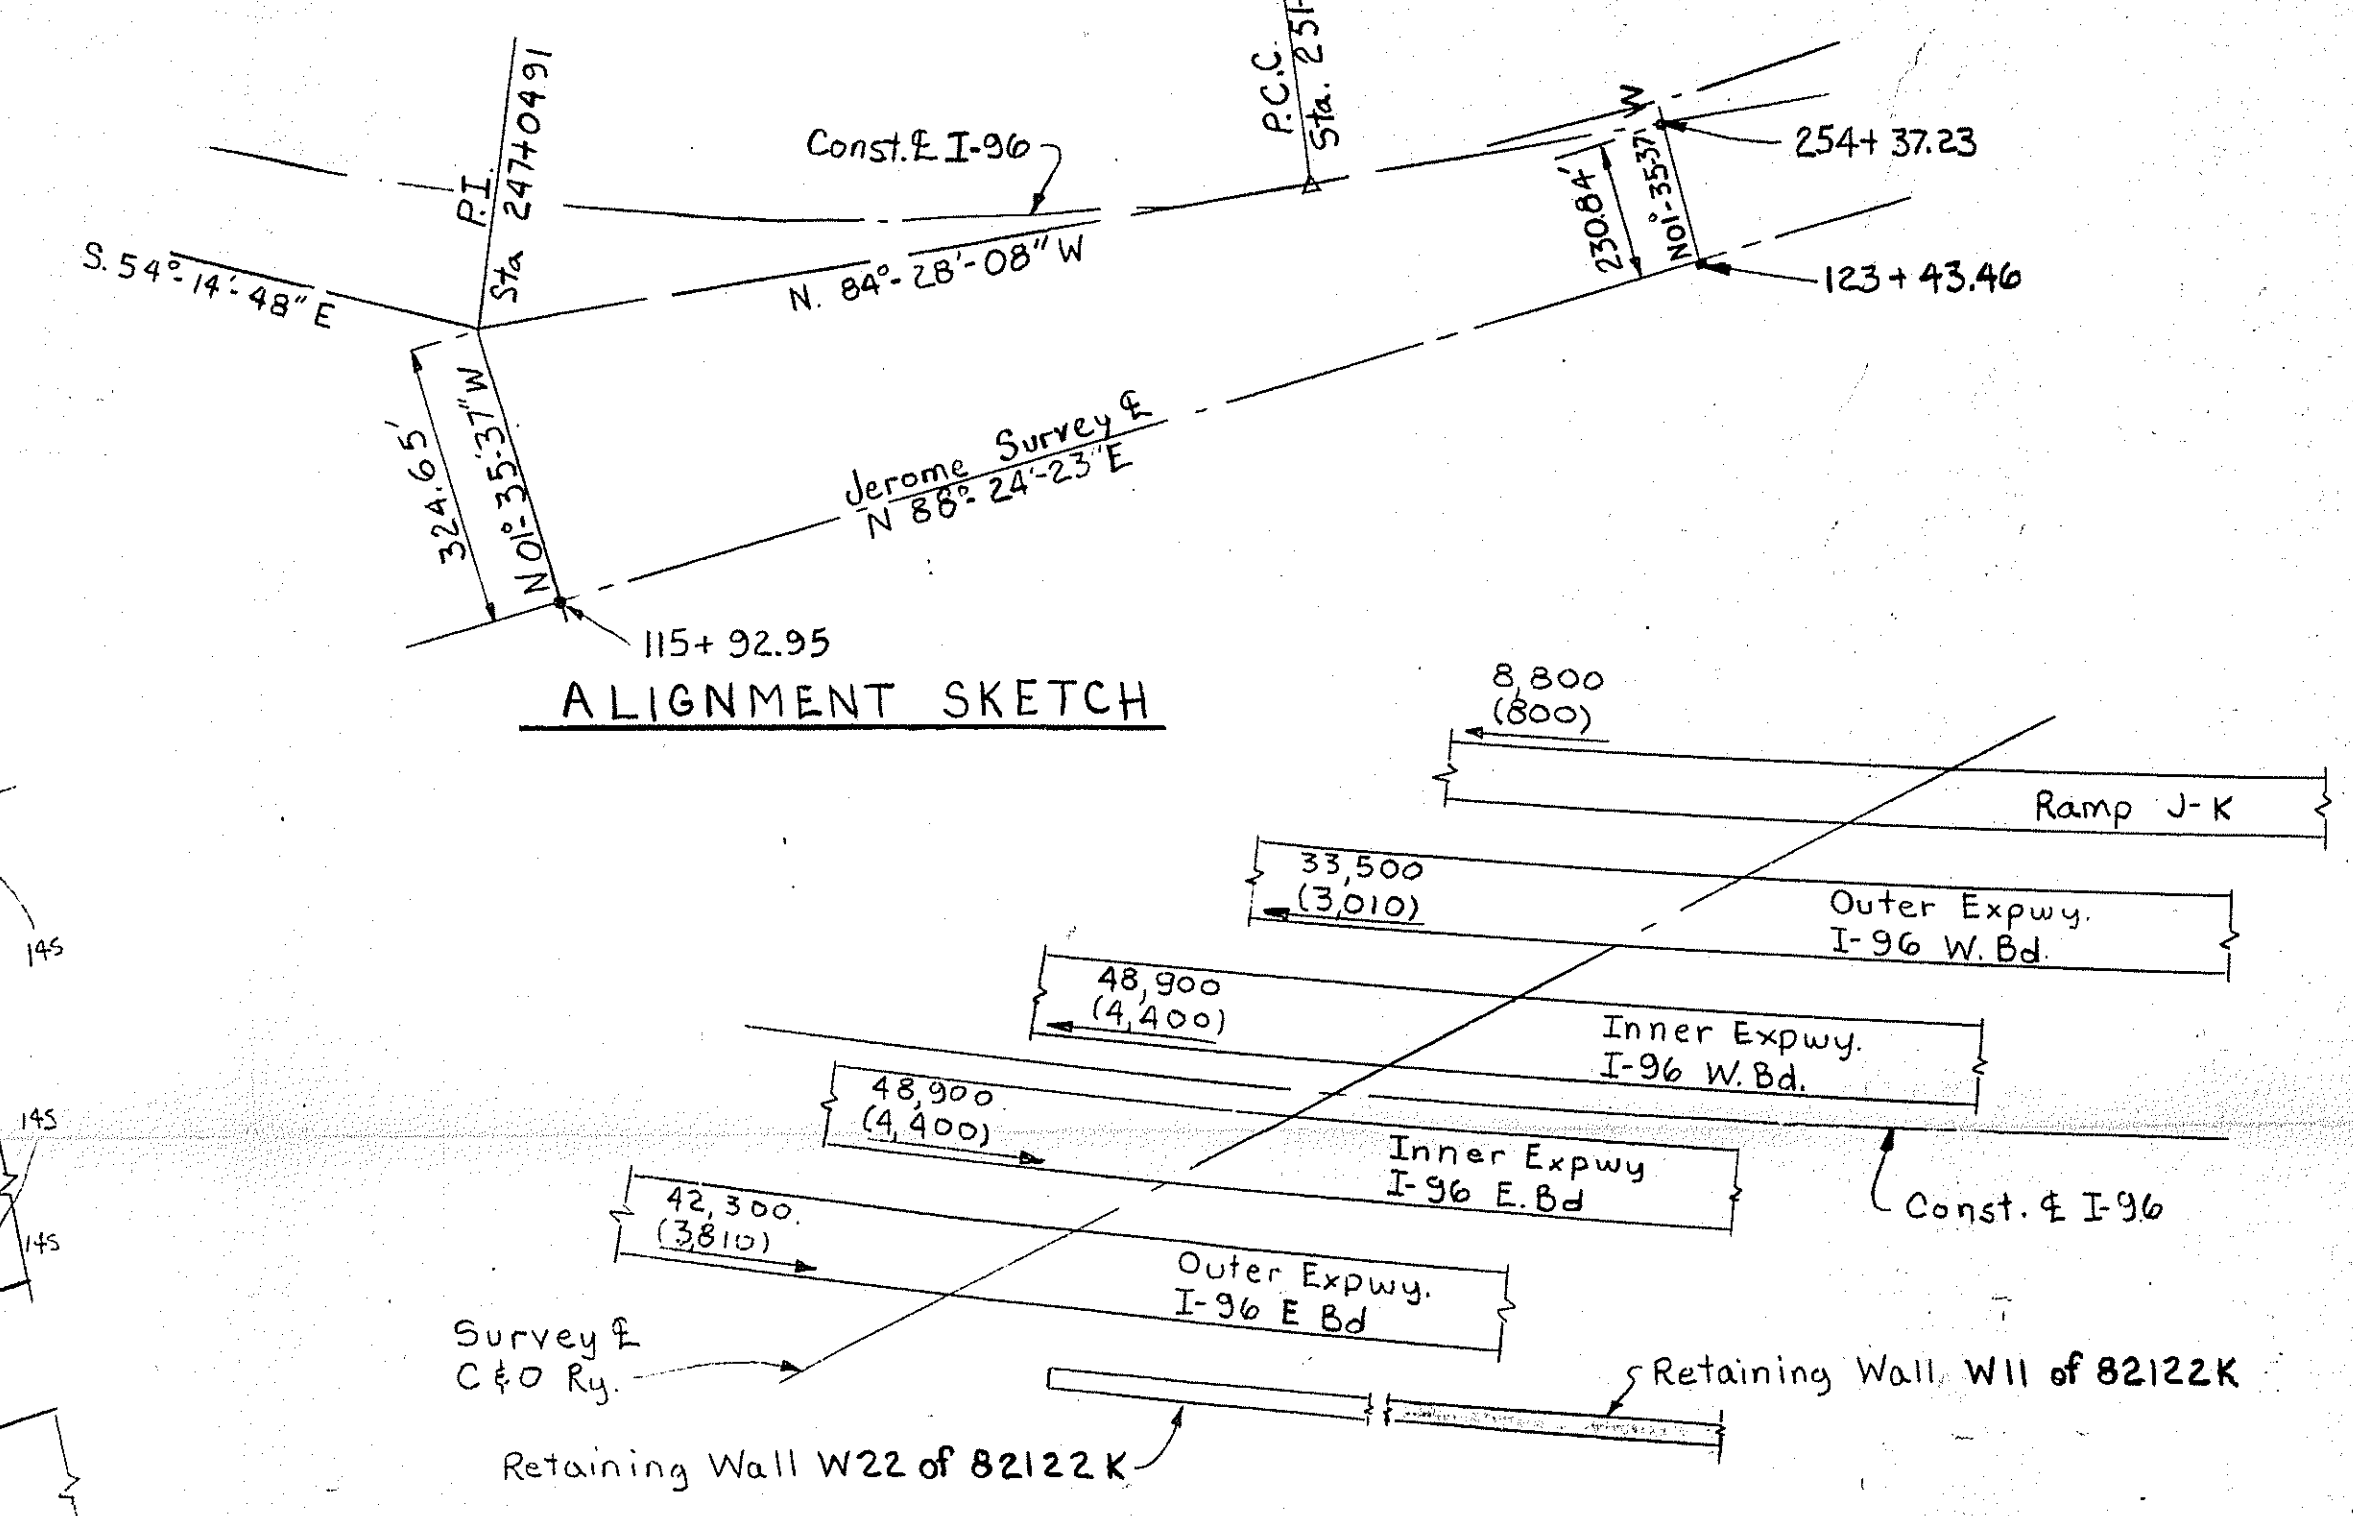 P.I.
Sta 247+04.91
P.C.C.
Sta. 251+
Const. ℄ I-96
254+ 37.23
230.84'
N01°-35'-37" W
123 + 43.46
S. 54°-14'-48" E
N. 84°-28'-08" W
324.65'
N 01°-35'-37" W
Jerome Survey ℄
N 88°-24'-23" E
115+ 92.95
ALIGNMENT SKETCH
8,800
(800)
Ramp J-K
33,500
(3,010)
Outer Expwy.
I-96 W. Bd.
48,900
(4,400)
Inner Expwy.
I-96 W. Bd.
48,900
(4,400)
Inner Expwy
I-96 E. Bd
Const. ℄ I-96
42,300
(3,810)
Outer Expwy.
I-96 E Bd
Survey ℄
C & O Ry.
Retaining Wall W11 of 82122K
Retaining Wall W22 of 82122K
145
145
145